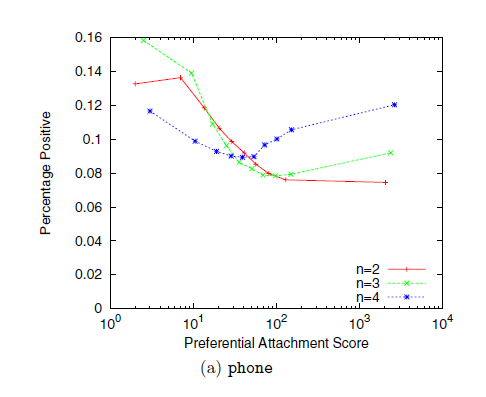 0.16
0.14
0.12
0.1
0.08
0.06
0.04
0.02
0
Percentage Positive
n=2
n=3
n=4
10^0 10^1 10^2 10^3 10^4
Preferential Attachment Score
(a) phone